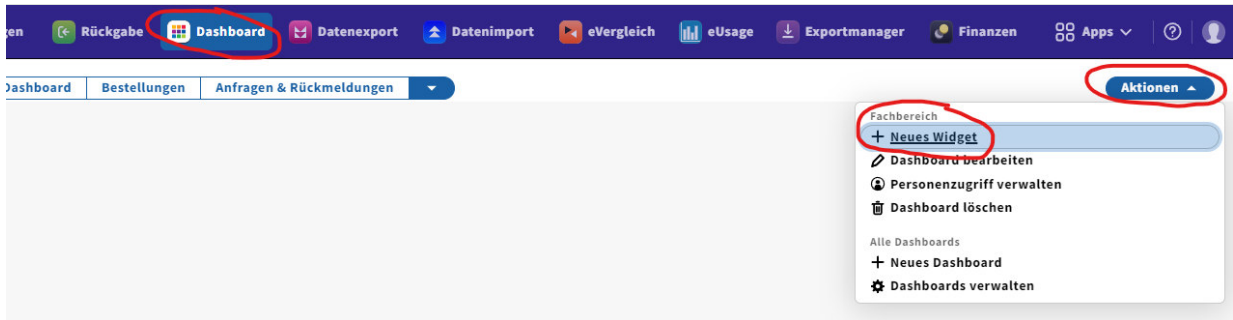 gen Rückgabe Dashboard Datenexport Datenimport eVergleich eUsage Exportmanager Finanzen Apps
Dashboard Bestellungen Anfragen & Rückmeldungen Aktionen
Fachbereich
Neues Widget
Dashboard bearbeiten
Personenzugriff verwalten
Dashboard löschen
Alle Dashboards
Neues Dashboard
Dashboards verwalten